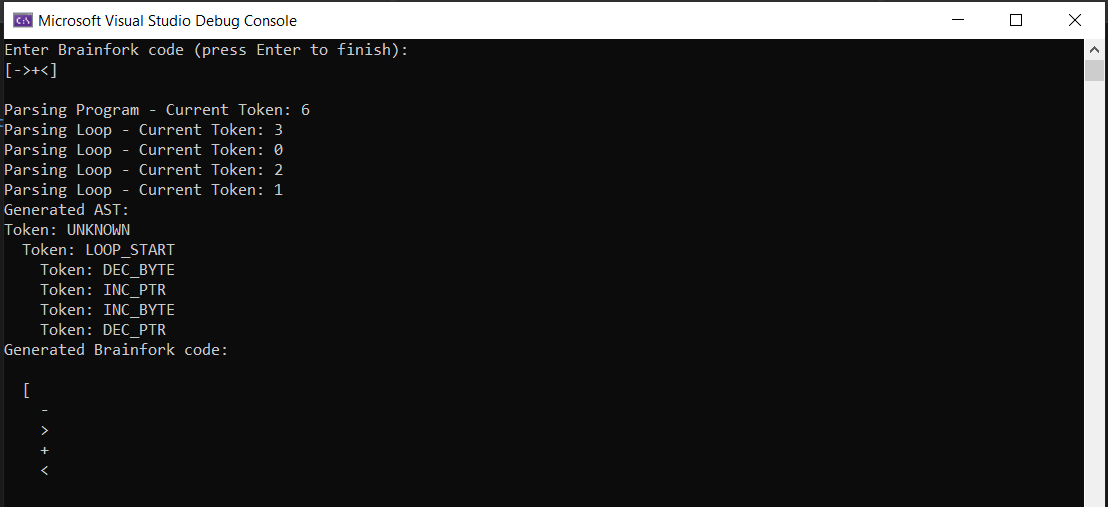 Microsoft Visual Studio Debug Console
Enter Brainfork code (press Enter to finish):
[->+<]
Parsing Program - Current Token: 6
Parsing Loop - Current Token: 3
Parsing Loop - Current Token: 0
Parsing Loop - Current Token: 2
Parsing Loop - Current Token: 1
Generated AST:
Token: UNKNOWN
  Token: LOOP_START
    Token: DEC_BYTE
    Token: INC_PTR
    Token: INC_BYTE
    Token: DEC_PTR
Generated Brainfork code:
  [
    -
    >
    +
    <